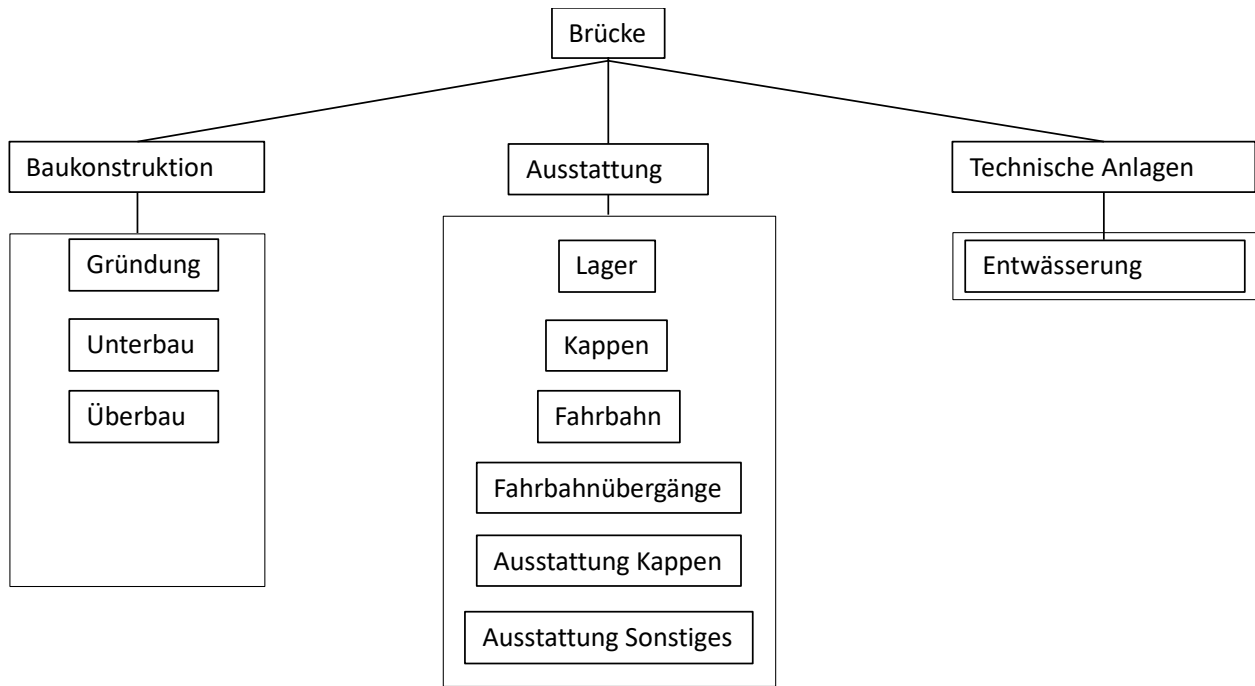 Brücke
Baukonstruktion
Ausstattung
Technische Anlagen
Gründung
Unterbau
Überbau
Lager
Kappen
Fahrbahn
Fahrbahnübergänge
Ausstattung Kappen
Ausstattung Sonstiges
Entwässerung